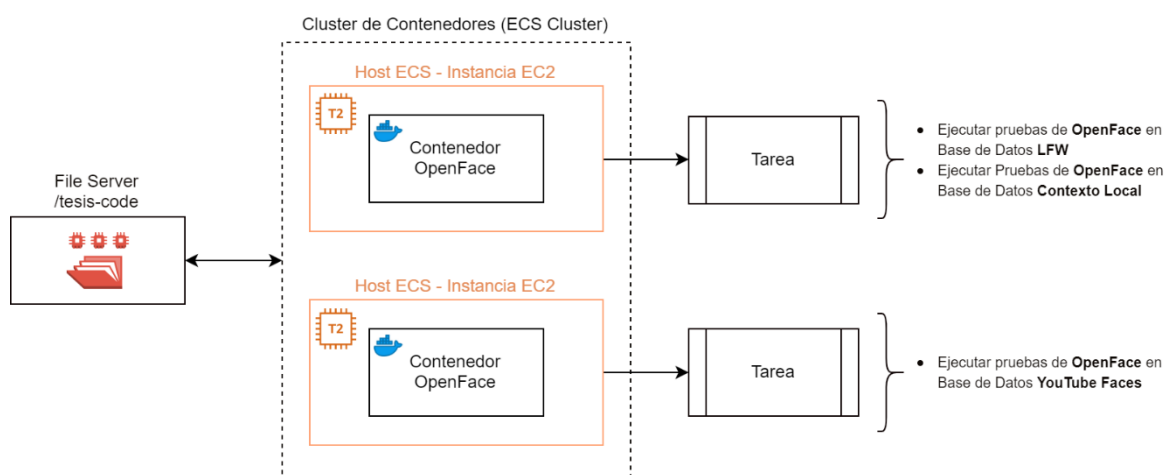 Cluster de Contenedores (ECS Cluster)
File Server
/tesis-code
Host ECS - Instancia EC2
T2
Contenedor
OpenFace
Tarea
• Ejecutar pruebas de OpenFace en
Base de Datos LFW
• Ejecutar Pruebas de OpenFace en
Base de Datos Contexto Local
Host ECS - Instancia EC2
T2
Contenedor
OpenFace
Tarea
• Ejecutar pruebas de OpenFace en
Base de Datos YouTube Faces